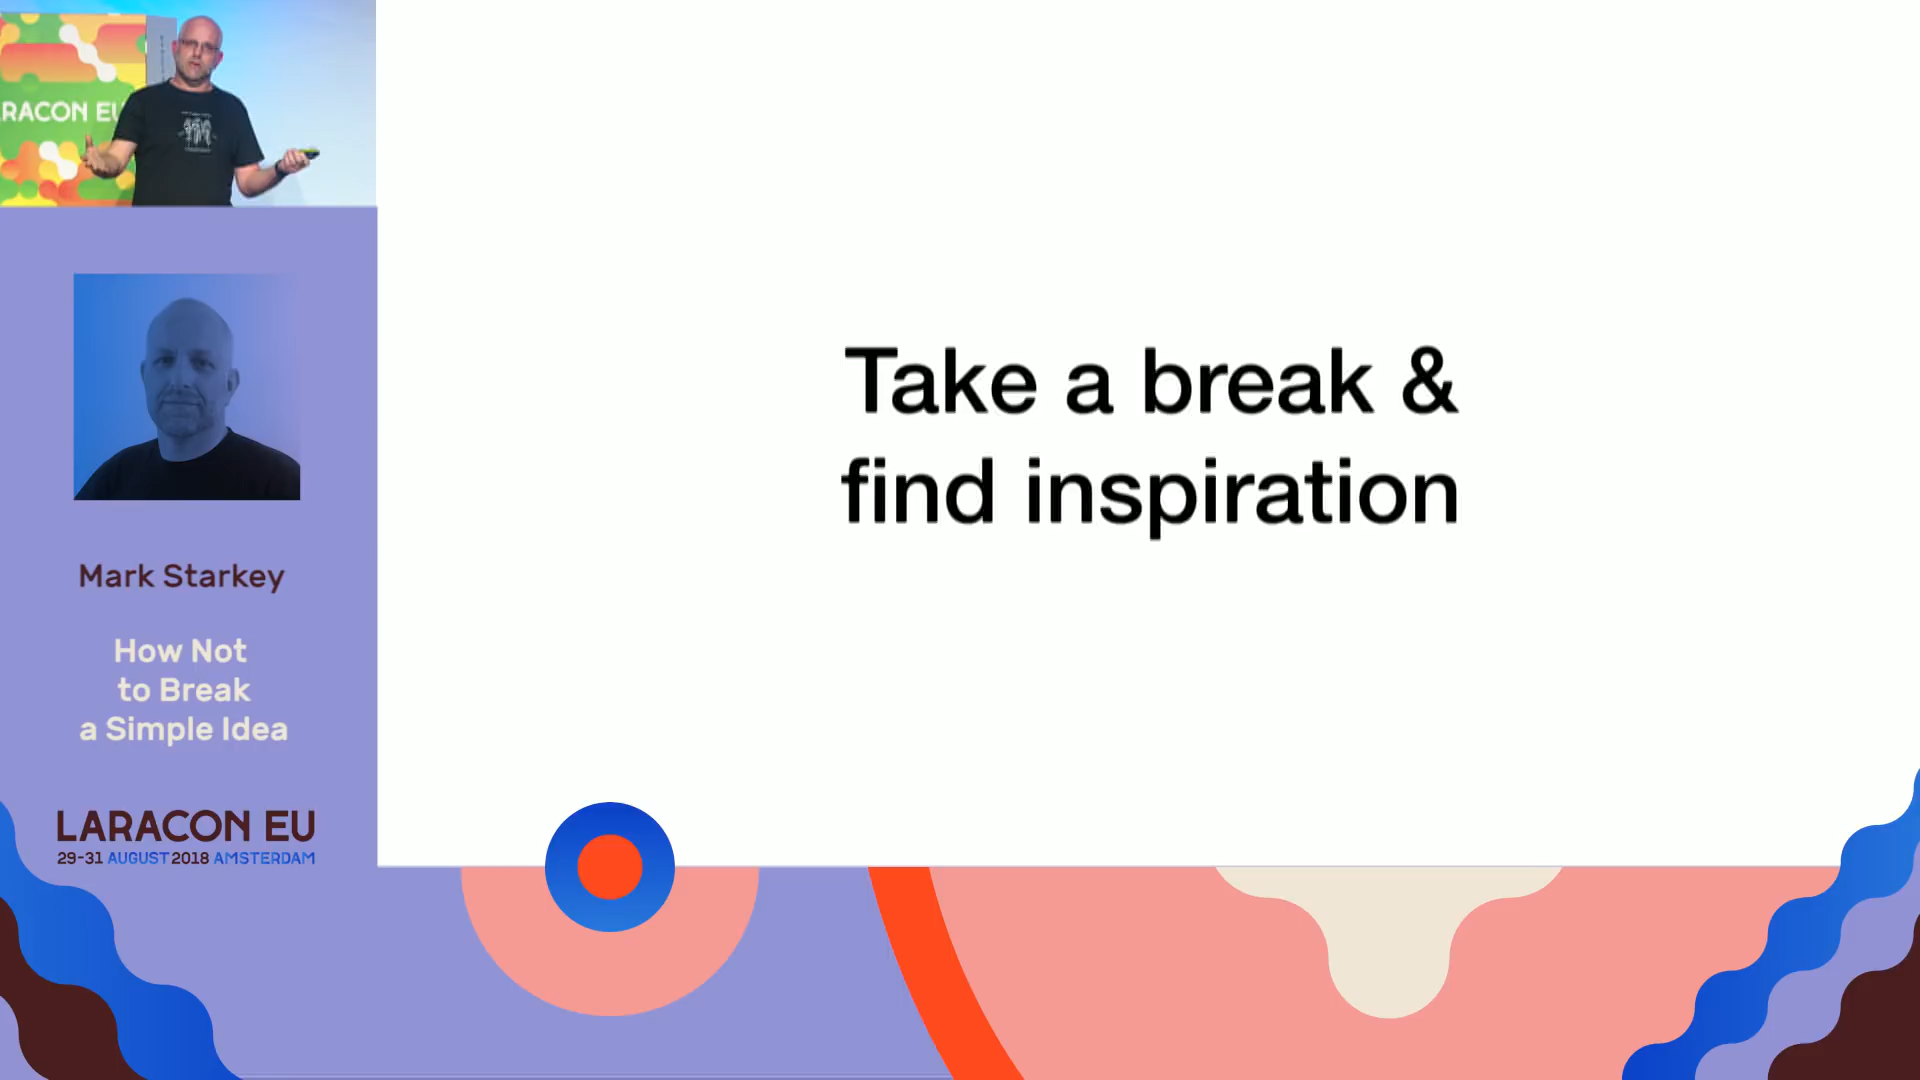 RACON EU
Mark Starkey
How Not
to Break
a Simple Idea
LARACON EU
29-31 AUGUST 2018 AMSTERDAM
Take a break &
find inspiration